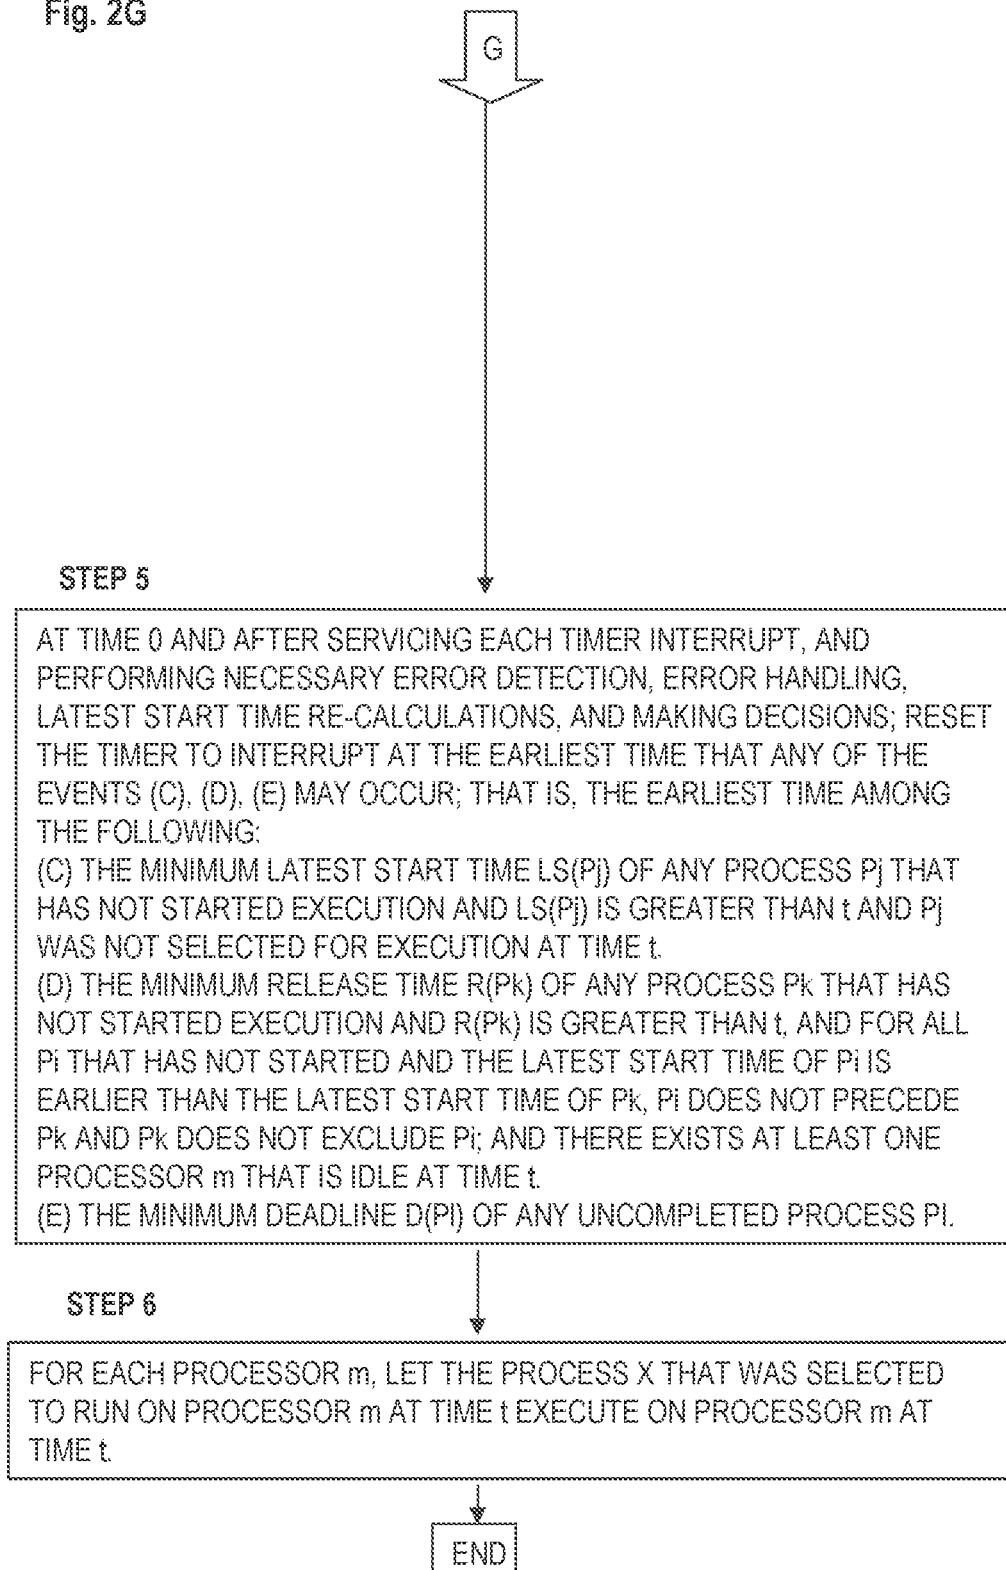 Fig. 2G
G
STEP 5
AT TIME 0 AND AFTER SERVICING EACH TIMER INTERRUPT, AND
PERFORMING NECESSARY ERROR DETECTION, ERROR HANDLING,
LATEST START TIME RE-CALCULATIONS, AND MAKING DECISIONS; RESET
THE TIMER TO INTERRUPT AT THE EARLIEST TIME THAT ANY OF THE
EVENTS (C), (D), (E) MAY OCCUR; THAT IS, THE EARLIEST TIME AMONG
THE FOLLOWING:
(C) THE MINIMUM LATEST START TIME LS(Pj) OF ANY PROCESS Pj THAT
HAS NOT STARTED EXECUTION AND LS(Pj) IS GREATER THAN t AND Pj
WAS NOT SELECTED FOR EXECUTION AT TIME t.
(D) THE MINIMUM RELEASE TIME R(Pk) OF ANY PROCESS Pk THAT HAS
NOT STARTED EXECUTION AND R(Pk) IS GREATER THAN t, AND FOR ALL
Pi THAT HAS NOT STARTED AND THE LATEST START TIME OF Pi IS
EARLIER THAN THE LATEST START TIME OF Pk, Pi DOES NOT PRECEDE
Pk AND Pk DOES NOT EXCLUDE Pi; AND THERE EXISTS AT LEAST ONE
PROCESSOR m THAT IS IDLE AT TIME t.
(E) THE MINIMUM DEADLINE D(Pl) OF ANY UNCOMPLETED PROCESS Pl.
STEP 6
FOR EACH PROCESSOR m, LET THE PROCESS X THAT WAS SELECTED
TO RUN ON PROCESSOR m AT TIME t EXECUTE ON PROCESSOR m AT
TIME t.
END